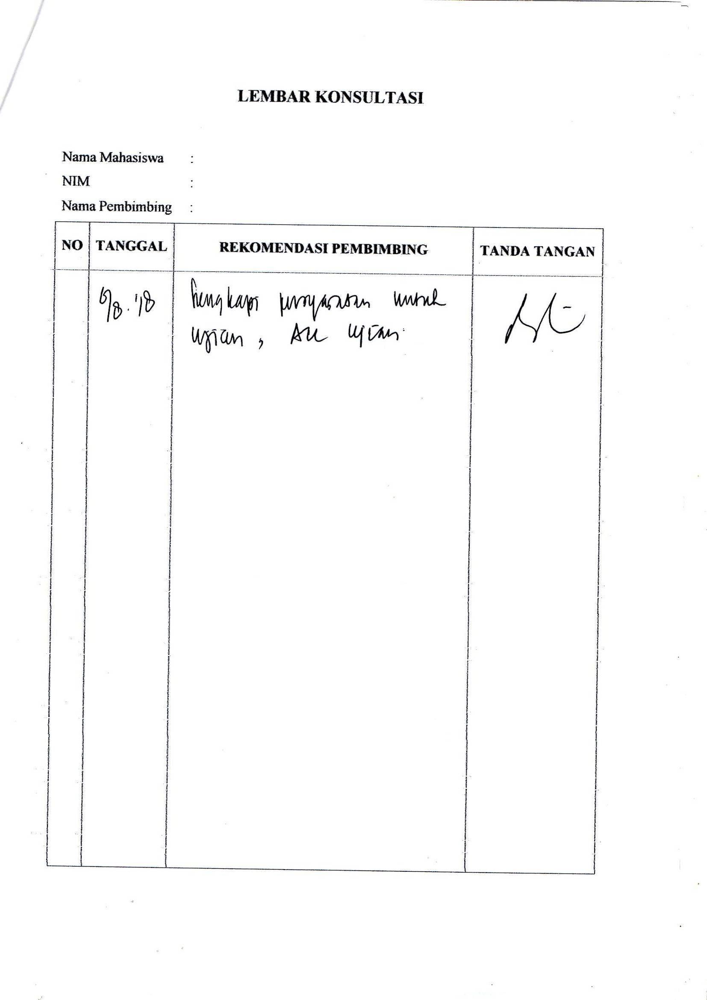 LEMBAR KONSULTASI
Nama Mahasiswa :
NIM :
Nama Pembimbing :
NO TANGGAL REKOMENDASI PEMBIMBING TANDA TANGAN
6/8.'18 lengkapi persyaratan untuk
ujian, Acc ujian.